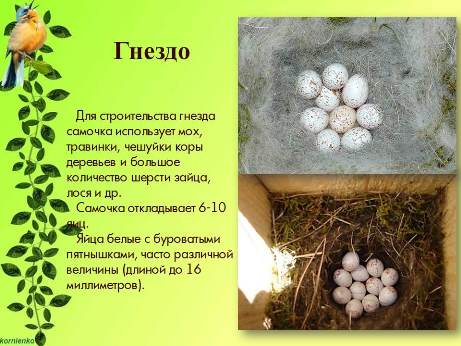 Гнездо
Для строительства гнезда
самочка использует мох,
травинки, чешуйки коры
деревьев и большое
количество шерсти зайца,
лося и др.
Самочка откладывает 6-10
яиц.
Яйца белые с буроватыми
пятнышками, часто различной
величины (длиной до 16
миллиметров).
kornienko